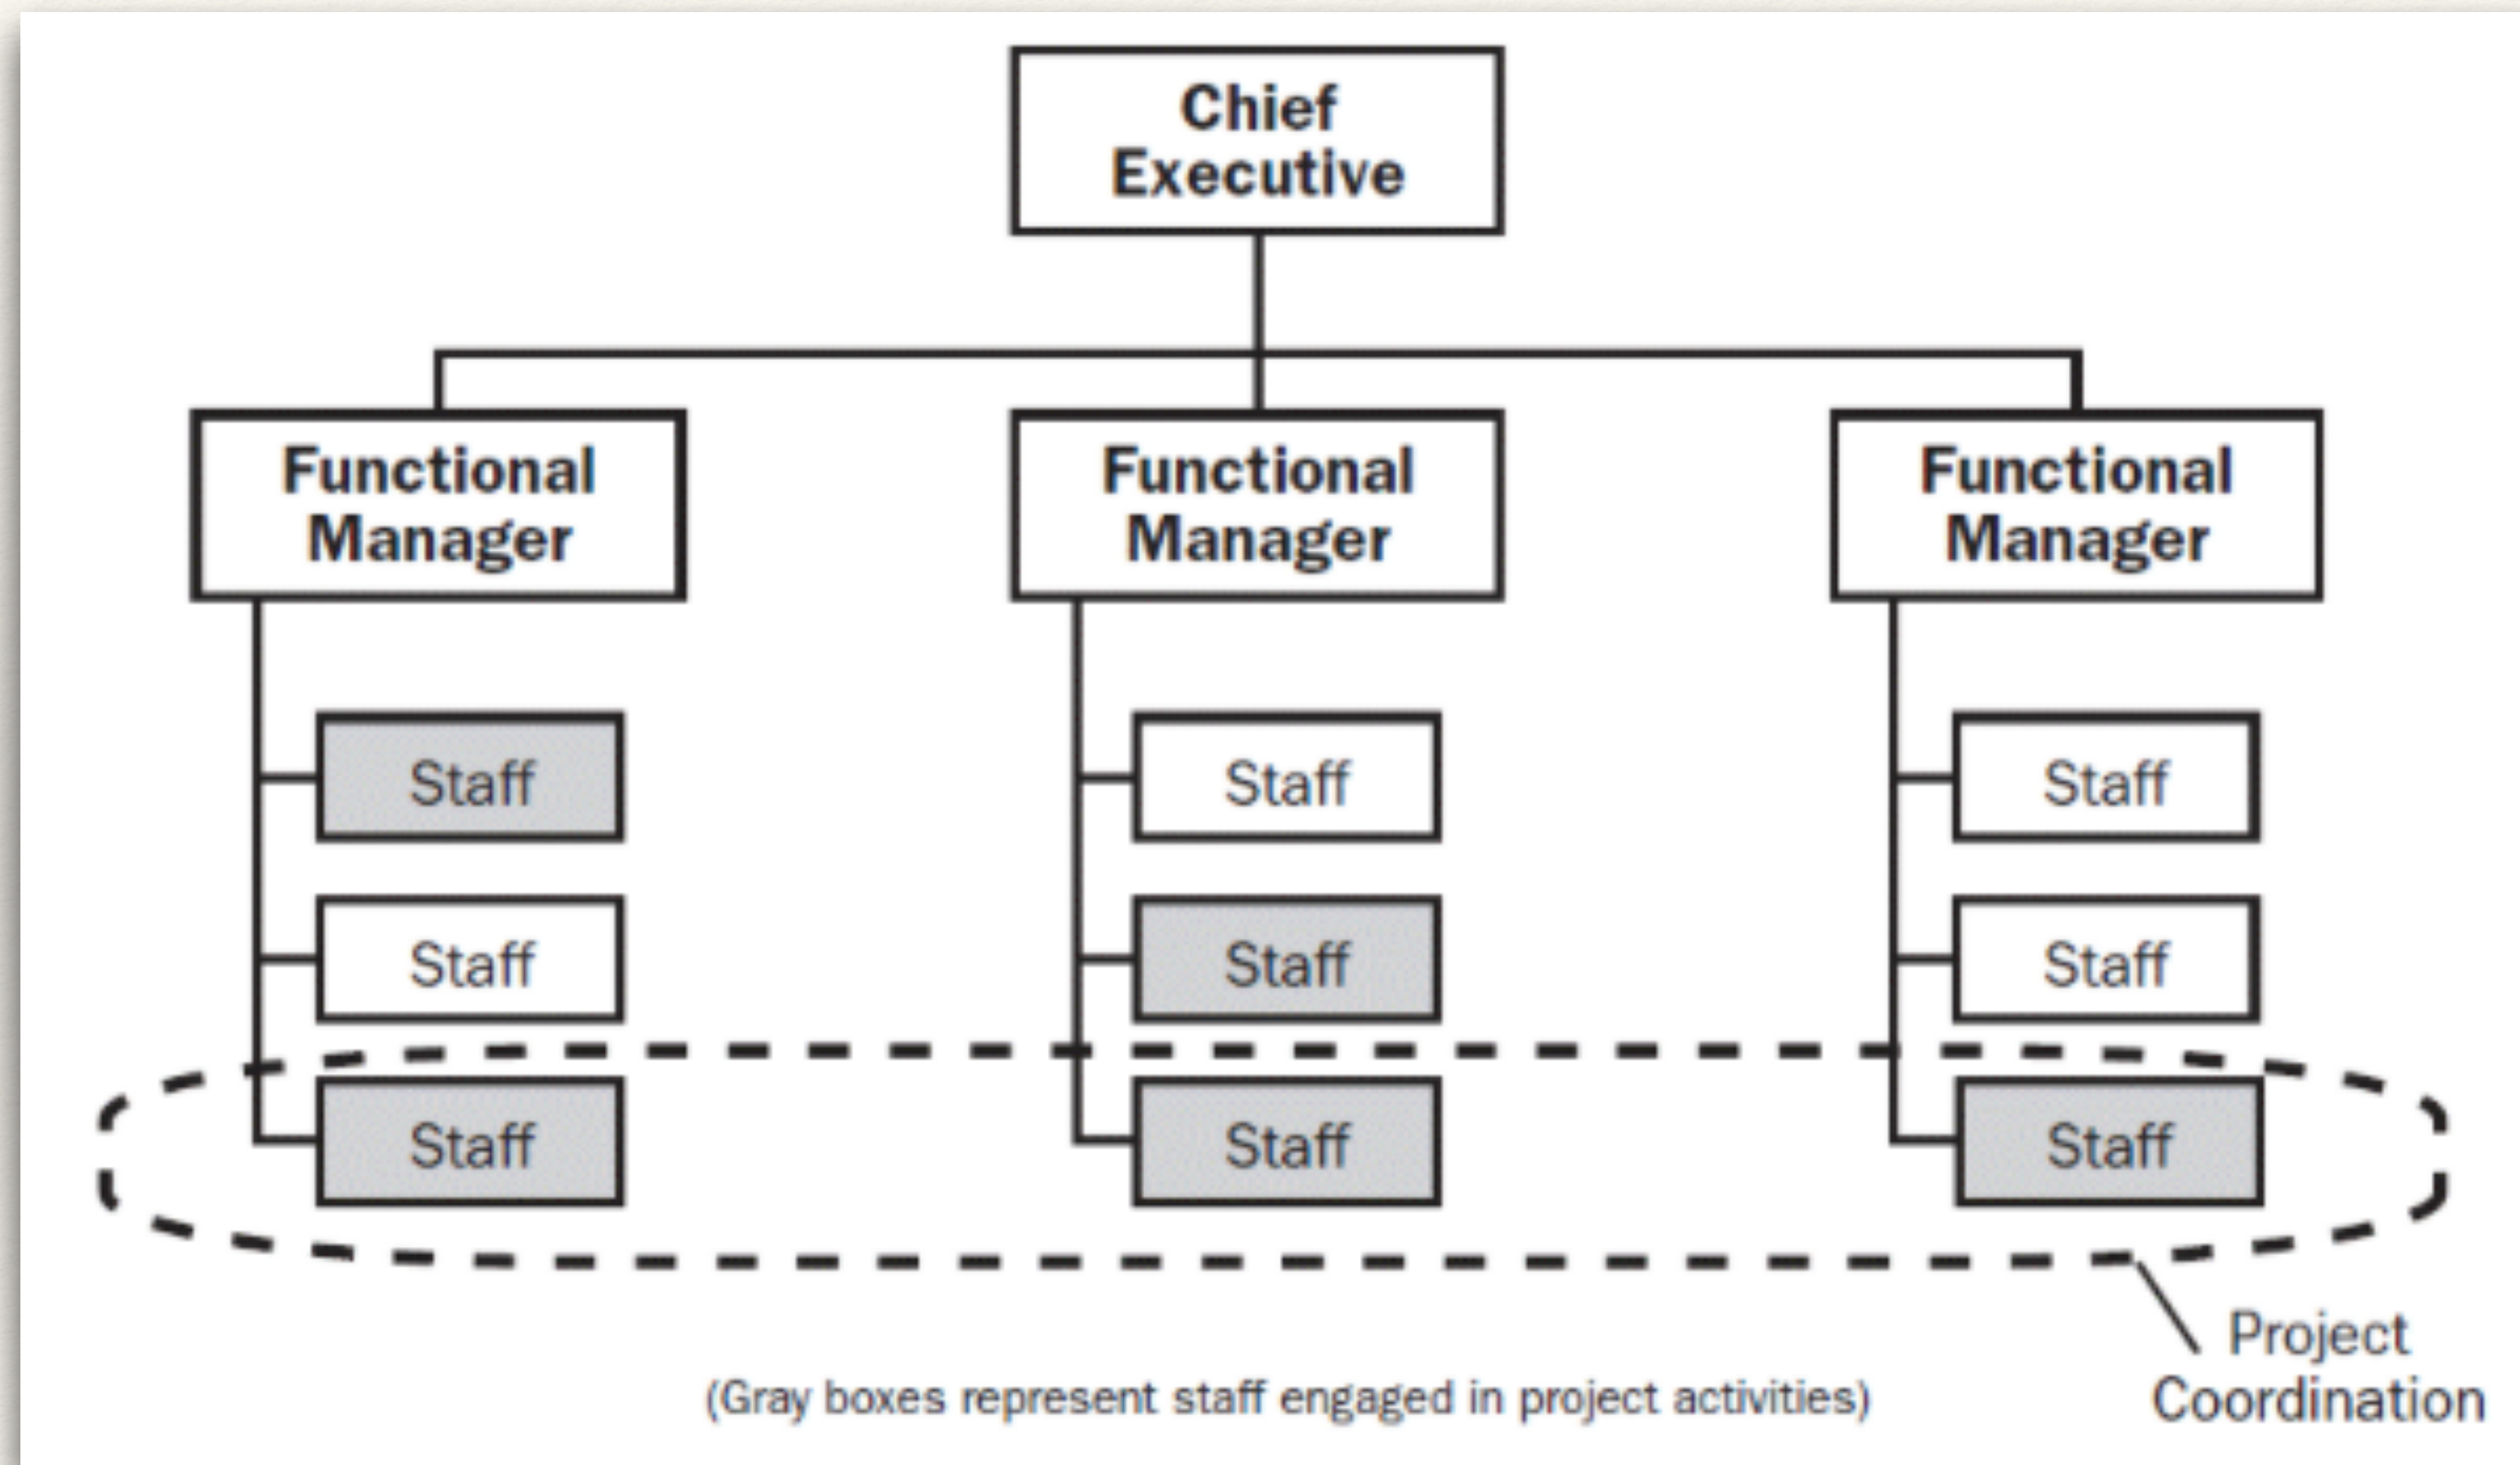 Chief
Executive
Functional
Manager
Functional
Manager
Functional
Manager
Staff
Staff
Staff
Staff
Staff
Staff
Staff
Staff
Staff
Project
Coordination
(Gray boxes represent staff engaged in project activities)